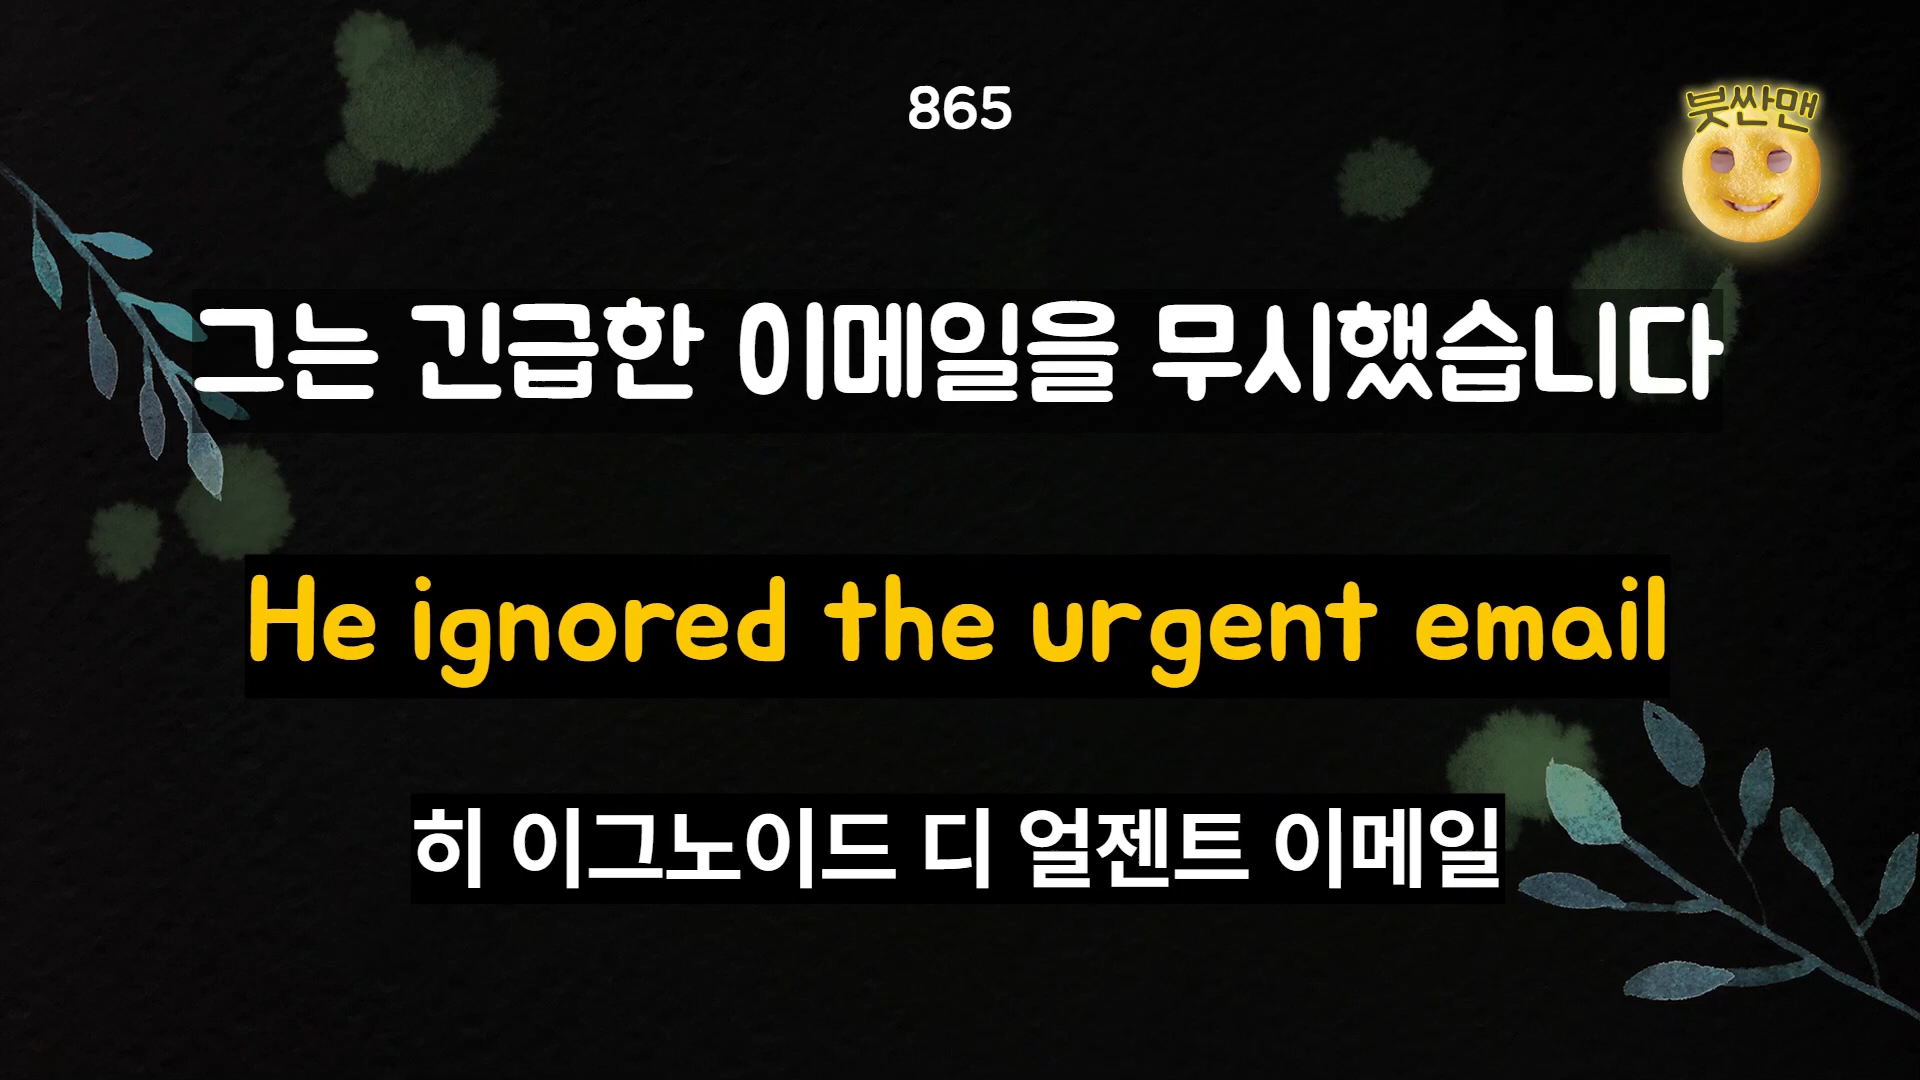 865
붓싼맨
그는 긴급한 이메일을 무시했습니다
He ignored the urgent email
히 이그노이드 디 얼젠트 이메일